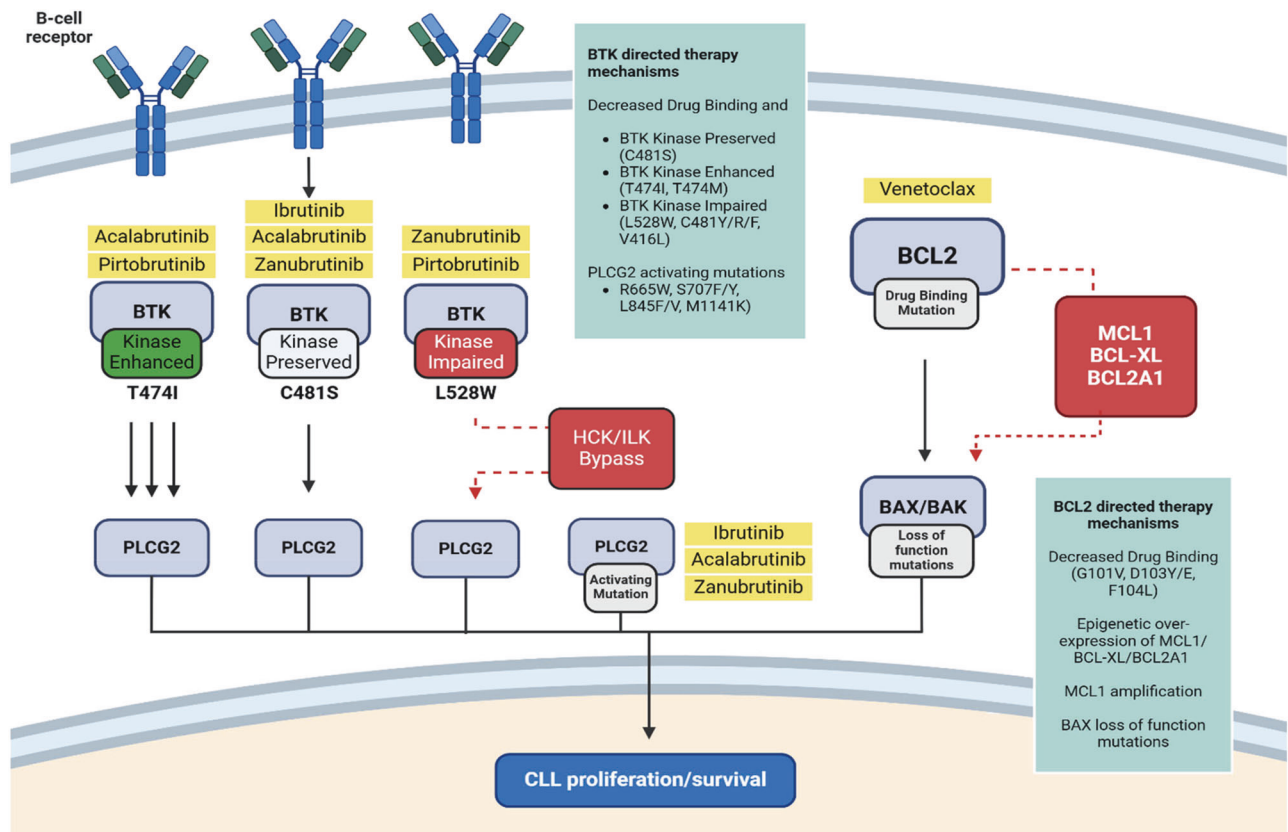 B-cell
receptor
BTK directed therapy
mechanisms
Decreased Drug Binding and
• BTK Kinase Preserved
(C481S)
• BTK Kinase Enhanced
(T474I, T474M)
• BTK Kinase Impaired
(L528W, C481Y/R/F,
V416L)
PLCG2 activating mutations
• R665W, S707F/Y,
L845F/V, M1141K)
Acalabrutinib
Pirtobrutinib
BTK
Kinase
Enhanced
T474I
Ibrutinib
Acalabrutinib
Zanubrutinib
BTK
Kinase
Preserved
C481S
Zanubrutinib
Pirtobrutinib
BTK
Kinase
Impaired
L528W
HCK/ILK
Bypass
Venetoclax
BCL2
Drug Binding
Mutation
MCL1
BCL-XL
BCL2A1
PLCG2
PLCG2
PLCG2
PLCG2
Activating
Mutation
Ibrutinib
Acalabrutinib
Zanubrutinib
BAX/BAK
Loss of
function
mutations
BCL2 directed therapy
mechanisms
Decreased Drug Binding
(G101V, D103Y/E,
F104L)
Epigenetic over-
expression of MCL1/
BCL-XL/BCL2A1
MCL1 amplification
BAX loss of function
mutations
CLL proliferation/survival